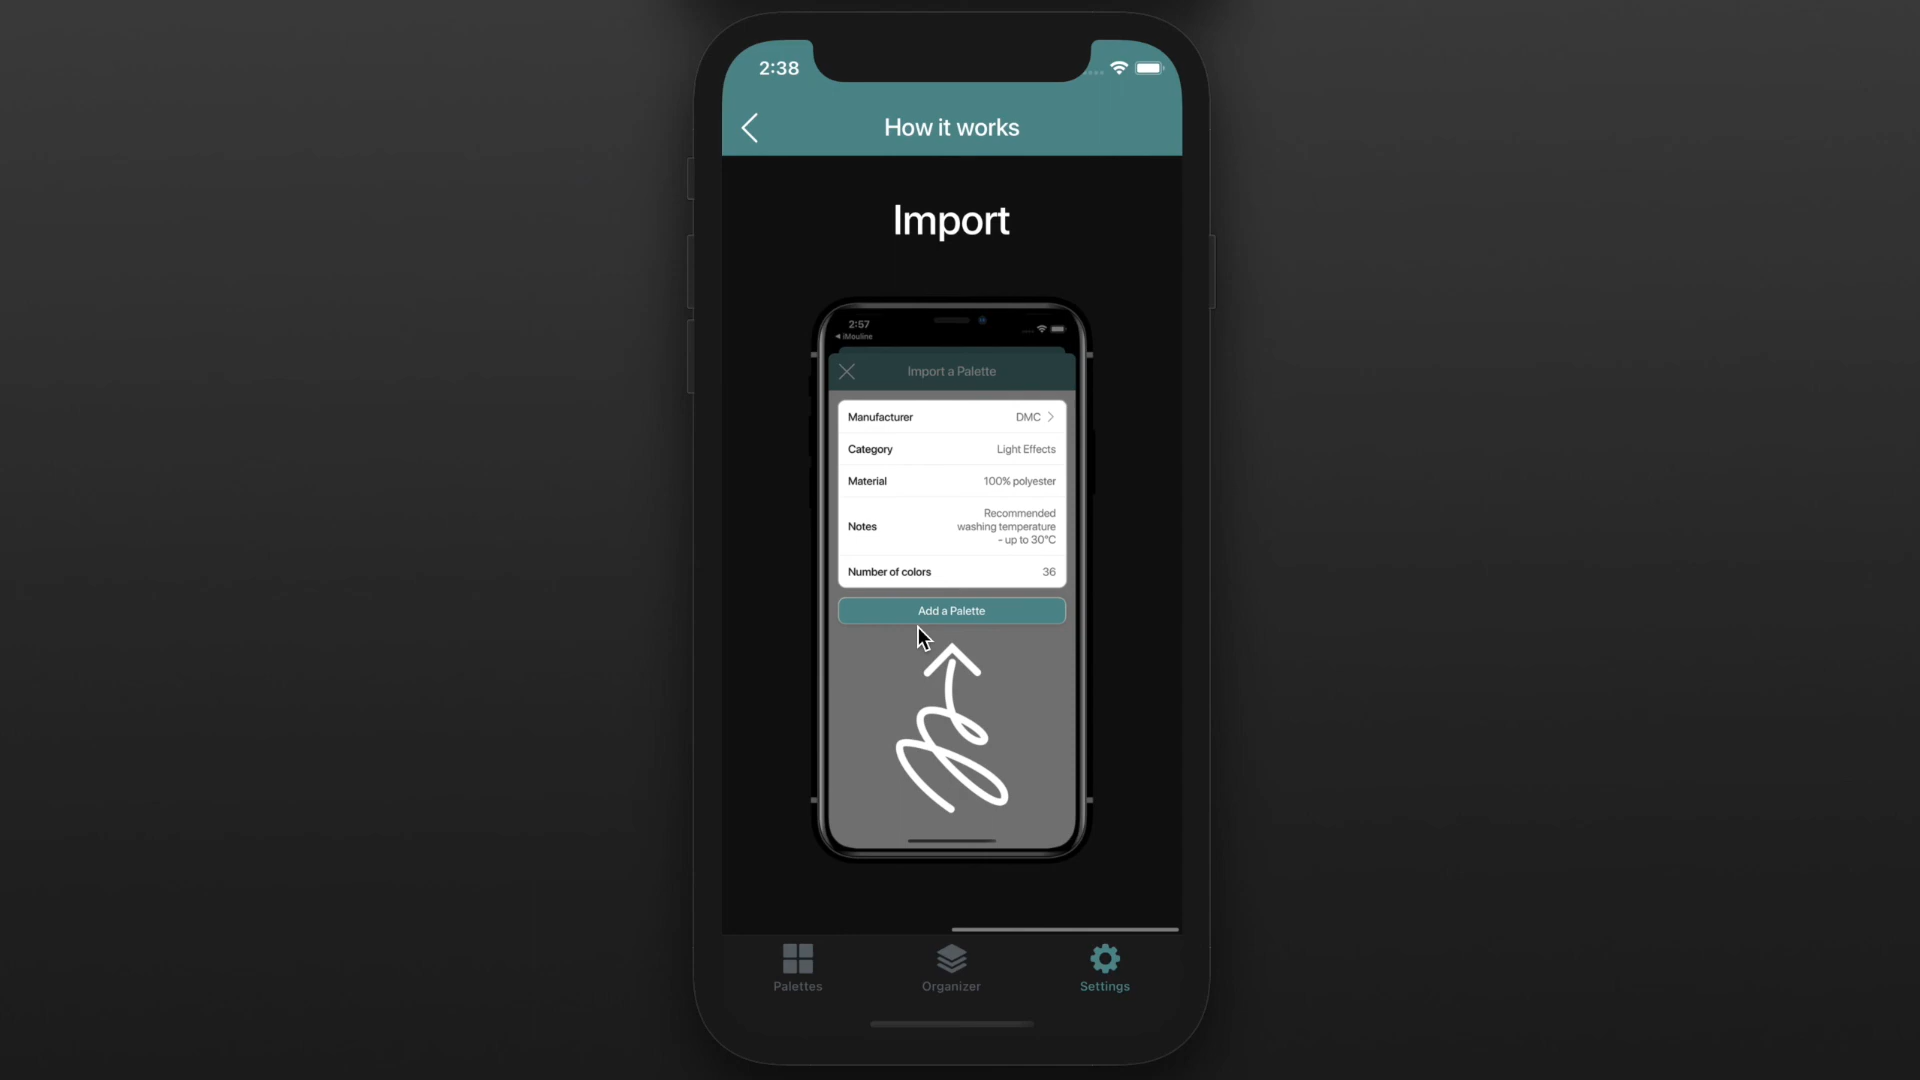 2:38
How it works
Import
2:57
◀ iMouline
Import a Palette
Manufacturer DMC
Category Light Effects
Material 100% polyester
Notes Recommended
washing temperature
- up to 30°C
Number of colors 36
Add a Palette
Palettes Organizer Settings